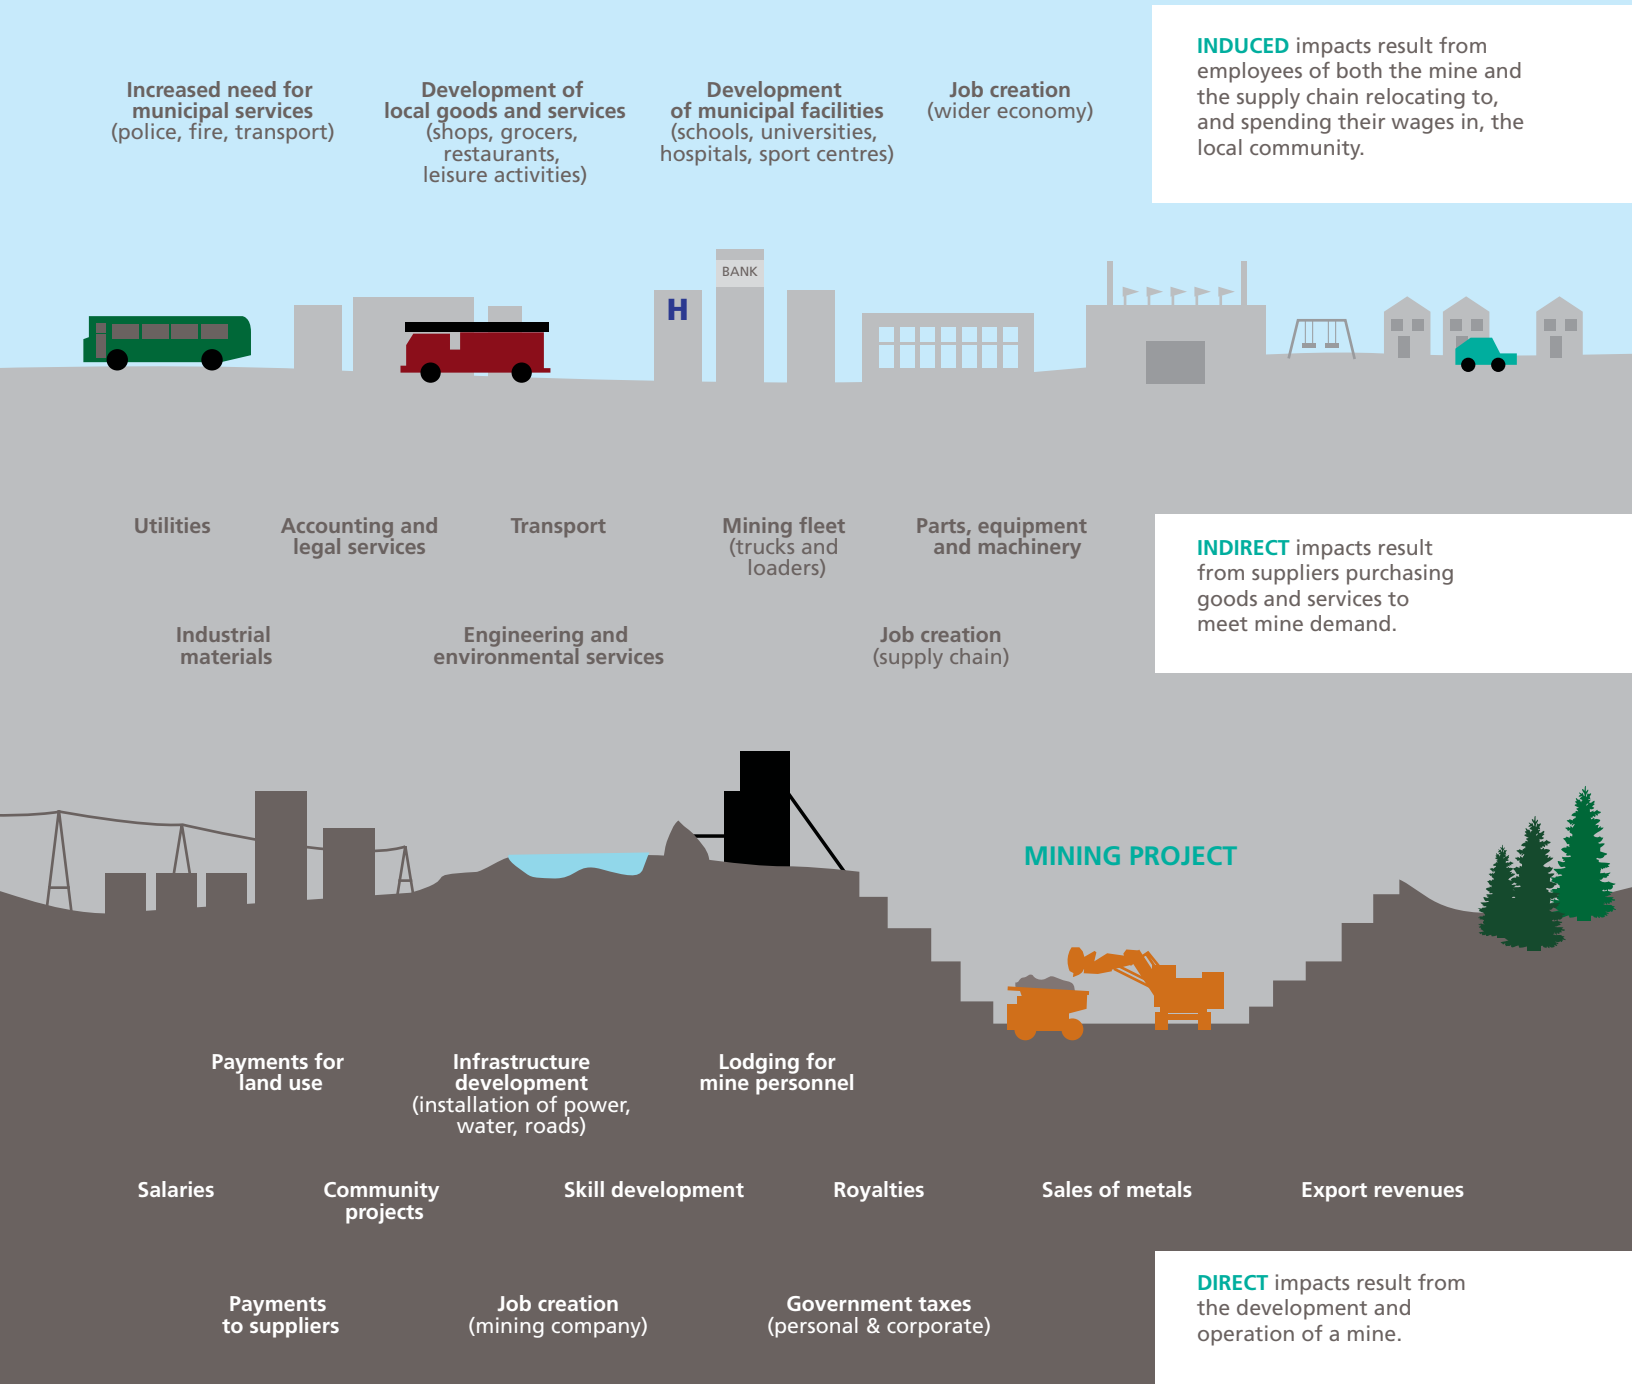 INDUCED impacts result from
employees of both the mine and
the supply chain relocating to,
and spending their wages in, the
local community.
Increased need for
municipal services
(police, fire, transport)
Development of
local goods and services
(shops, grocers,
restaurants,
leisure activities)
Development
of municipal facilities
(schools, universities,
hospitals, sport centres)
Job creation
(wider economy)
BANK
H
Utilities
Accounting and
legal services
Transport
Mining fleet
(trucks and
loaders)
Parts, equipment
and machinery
INDIRECT impacts result
from suppliers purchasing
goods and services to
meet mine demand.
Industrial
materials
Engineering and
environmental services
Job creation
(supply chain)
MINING PROJECT
Payments for
land use
Infrastructure
development
(installation of power,
water, roads)
Lodging for
mine personnel
Salaries
Community
projects
Skill development
Royalties
Sales of metals
Export revenues
Payments
to suppliers
Job creation
(mining company)
Government taxes
(personal & corporate)
DIRECT impacts result from
the development and
operation of a mine.